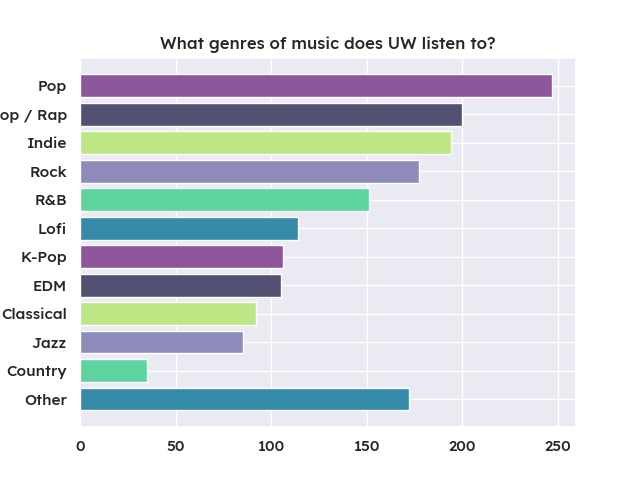 What genres of music does UW listen to?
Pop
op / Rap
Indie
Rock
R&B
Lofi
K-Pop
EDM
Classical
Jazz
Country
Other
0 50 100 150 200 250